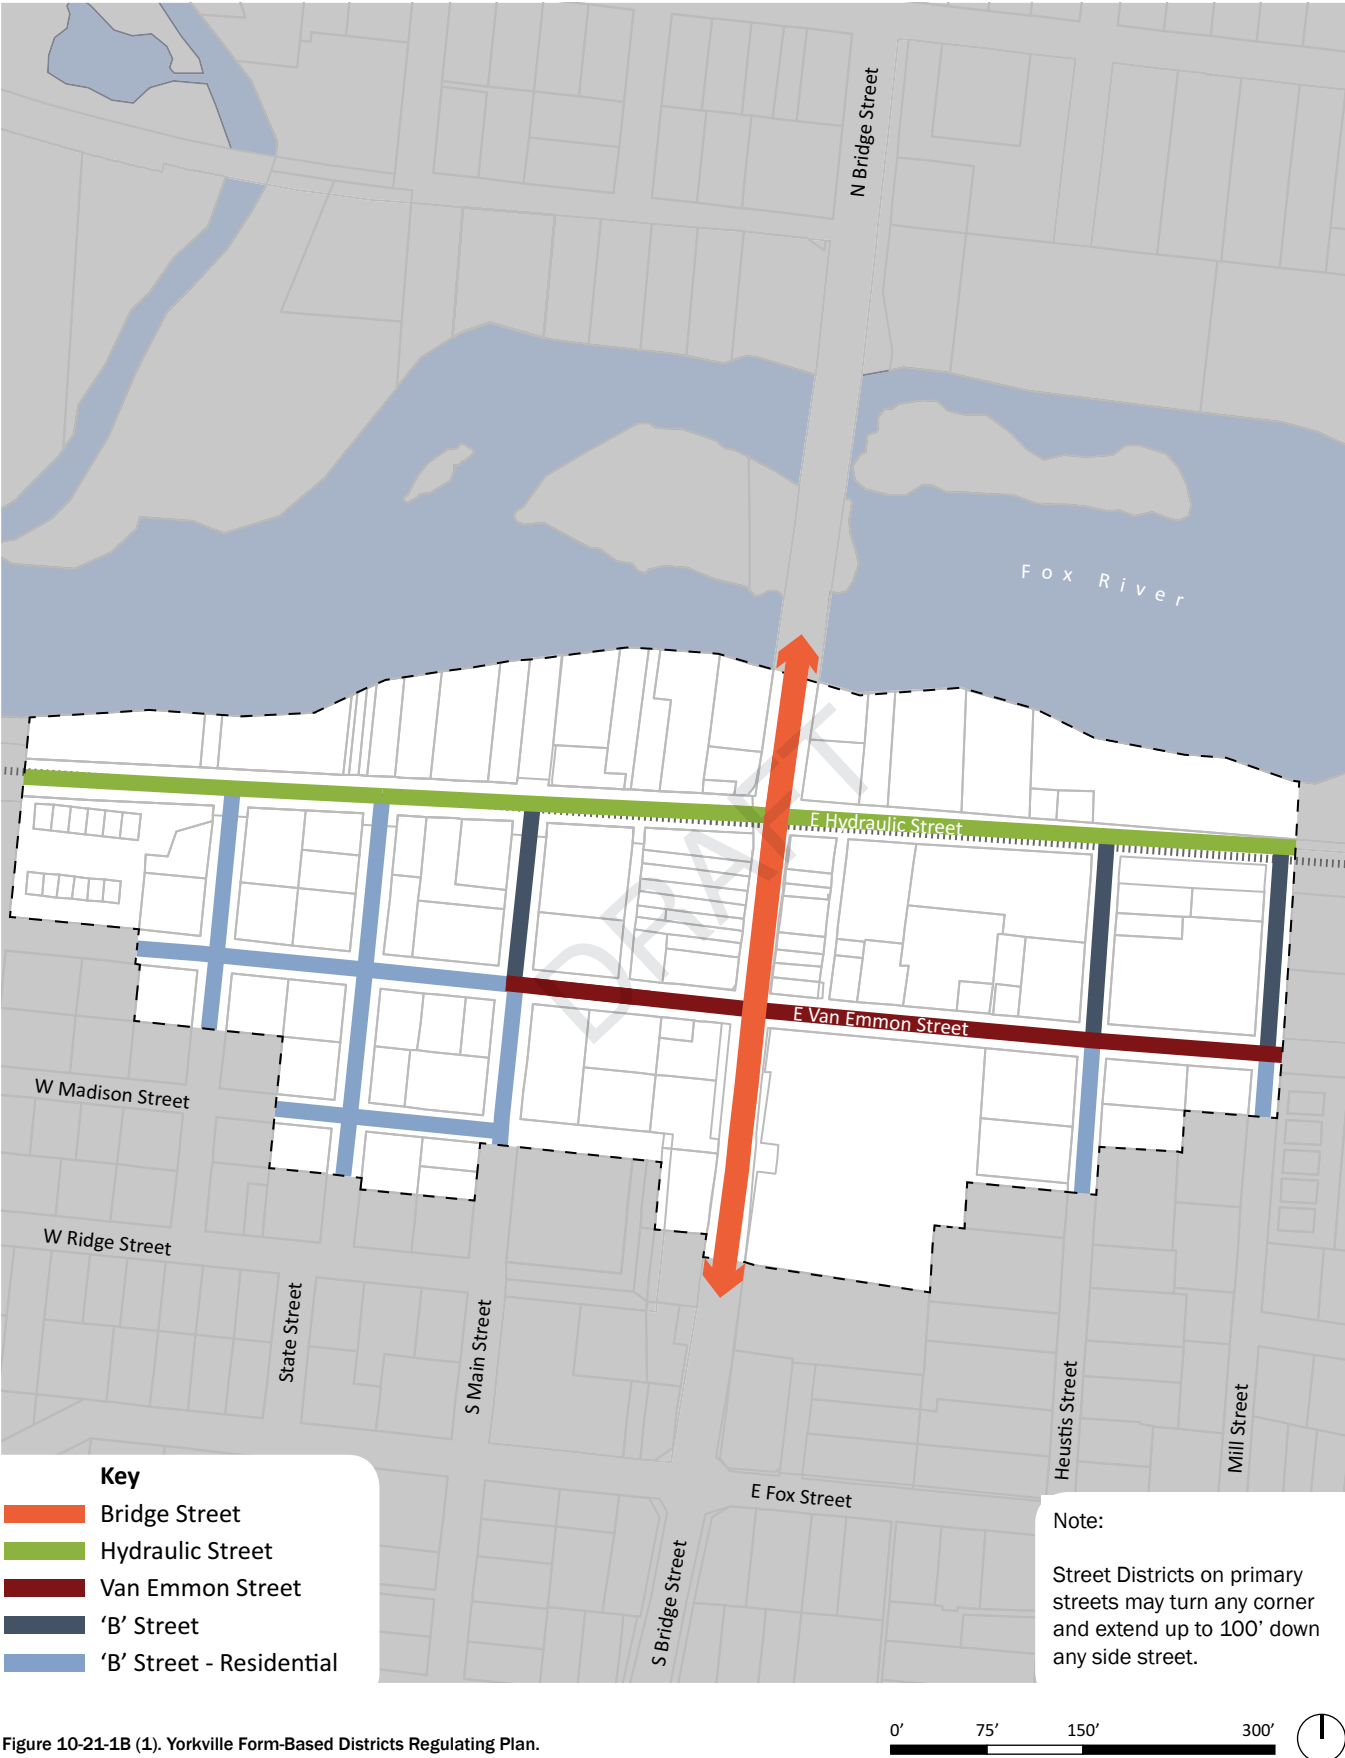 N Bridge Street
Fox River
DRAFT
E Hydraulic Street
E Van Emmon Street
W Madison Street
W Ridge Street
State Street
S Main Street
Heustis Street
Mill Street
E Fox Street
S Bridge Street
Key
Bridge Street
Hydraulic Street
Van Emmon Street
‘B’ Street
‘B’ Street - Residential
Note:
Street Districts on primary
streets may turn any corner
and extend up to 100’ down
any side street.
Figure 10-21-1B (1). Yorkville Form-Based Districts Regulating Plan.
0’ 75’ 150’ 300’